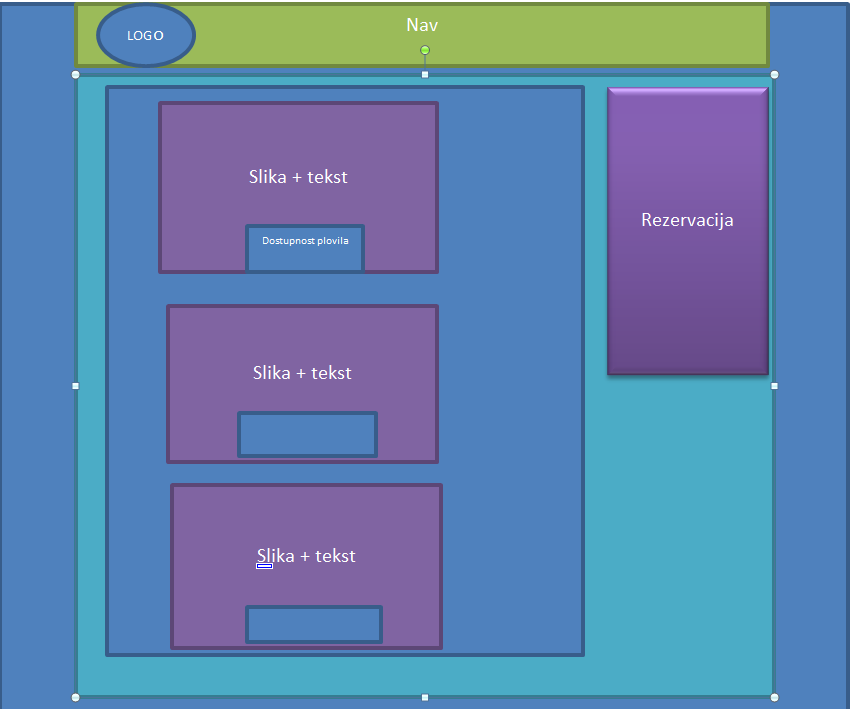 LOGO
Nav
Slika + tekst
Dostupnost plovila
Rezervacija
Slika + tekst
Slika + tekst